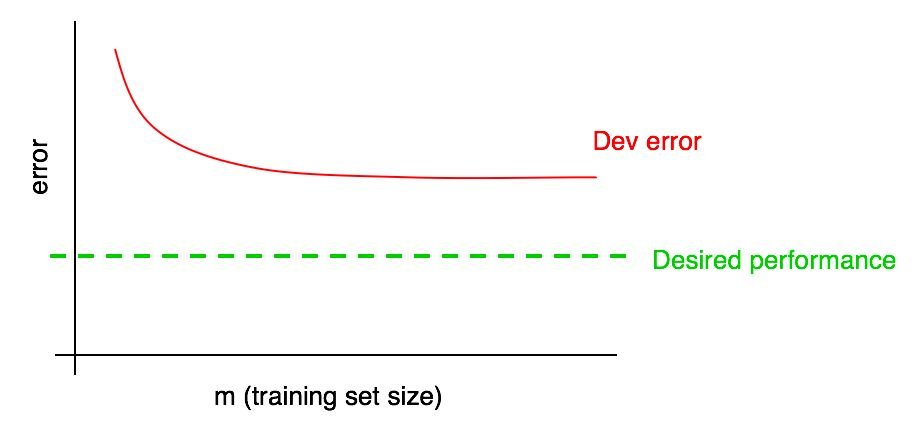 Dev error
error
Desired performance
m (training set size)